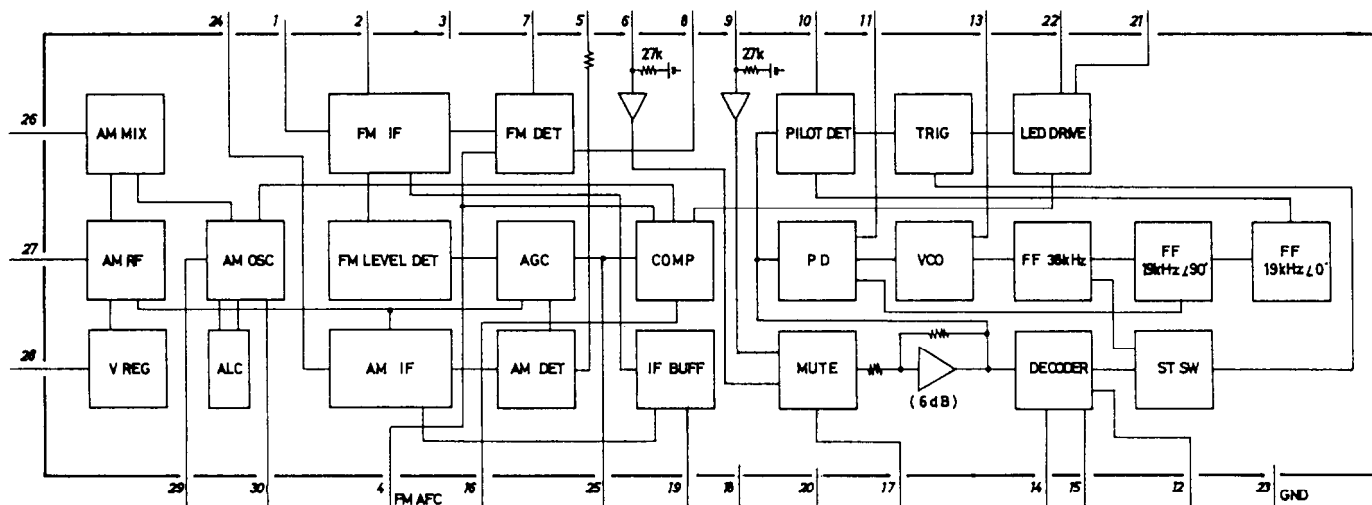 24 1 2 3 7 5 6 8 9 10 11 13 22 21
27k 27k
26 AM MIX FM IF FM DET PILOT DET TRIG LED DRIVE
27 AM RF AM OSC FM LEVEL DET AGC COMP PD VCO FF 38kHz FF FF
19kHz∠90° 19kHz∠0°
28 V REG ALC AM IF AM DET IF BUFF MUTE DECODER ST SW
(6dB)
29 30 4 16 25 19 18 20 17 14 15 12 23
FM AFC GND